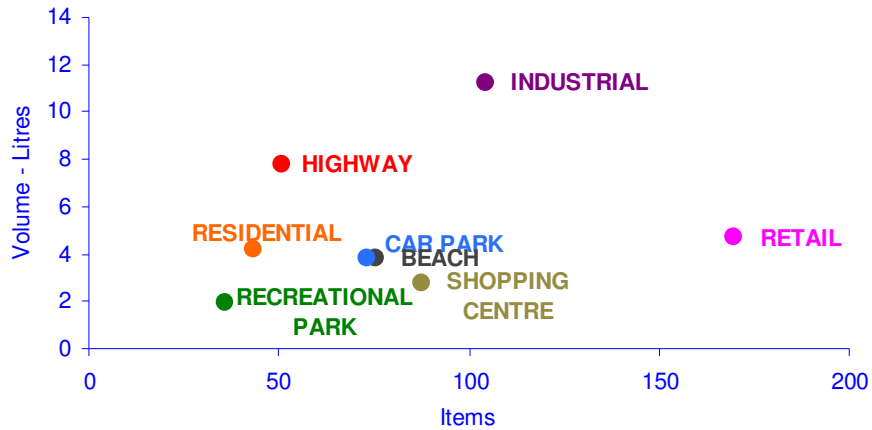 14
12
10
8
6
4
2
0
Volume - Litres
INDUSTRIAL
HIGHWAY
RESIDENTIAL
CAR PARK
RETAIL
BEACH
SHOPPING
CENTRE
RECREATIONAL
PARK
0 50 100 150 200
Items